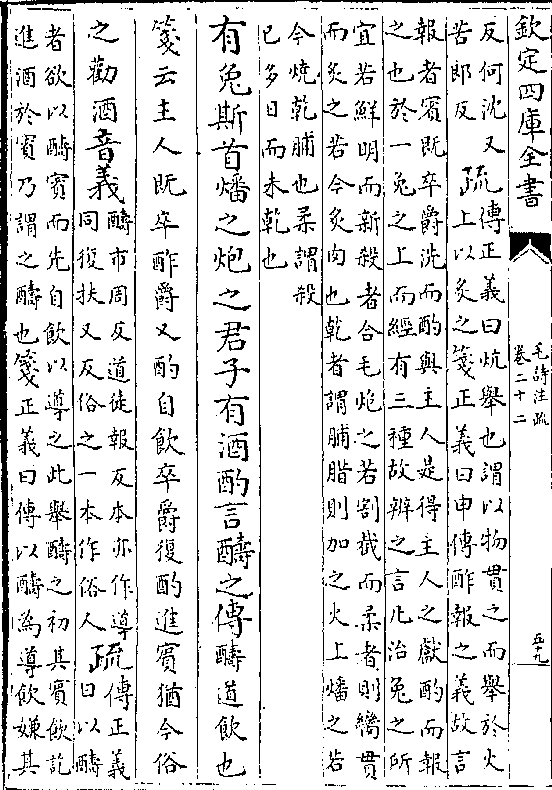 欽定四庫全書
毛詩注疏
卷二十二
五十九
反何沈又
苦郎反
疏
傳正義曰炕舉也謂以物貫之而舉於火
上以炙之箋正義曰申傳酢報之義故言
報者賓既卒爵洗而酌與主人是得主人之獻酌而報
之也於一兔之上而經有三種故辨之言凡治兔之所
宜若鮮明而新殺者合毛炮之若割截而柔者則臠貫
而炙之若今炙肉也乾者謂脯腊則加之火上燔之若
今燒乾脯也柔謂殺
已多日而未乾也
有兔斯首燔之炮之君子有酒酌言醻之傳醻道飲也
箋云主人既卒酢爵又酌自飲卒爵復酌進賓猶今俗
之勸酒音義
醻市周反道徒報反本亦作導
同復扶又反俗之一本作俗人
疏
傳正義
曰以醻
者欲以醻賓而先自飲以導之此舉醻之初其賓飲訖
進酒於賓乃謂之醻也箋正義曰傳以醻為導飲嫌其